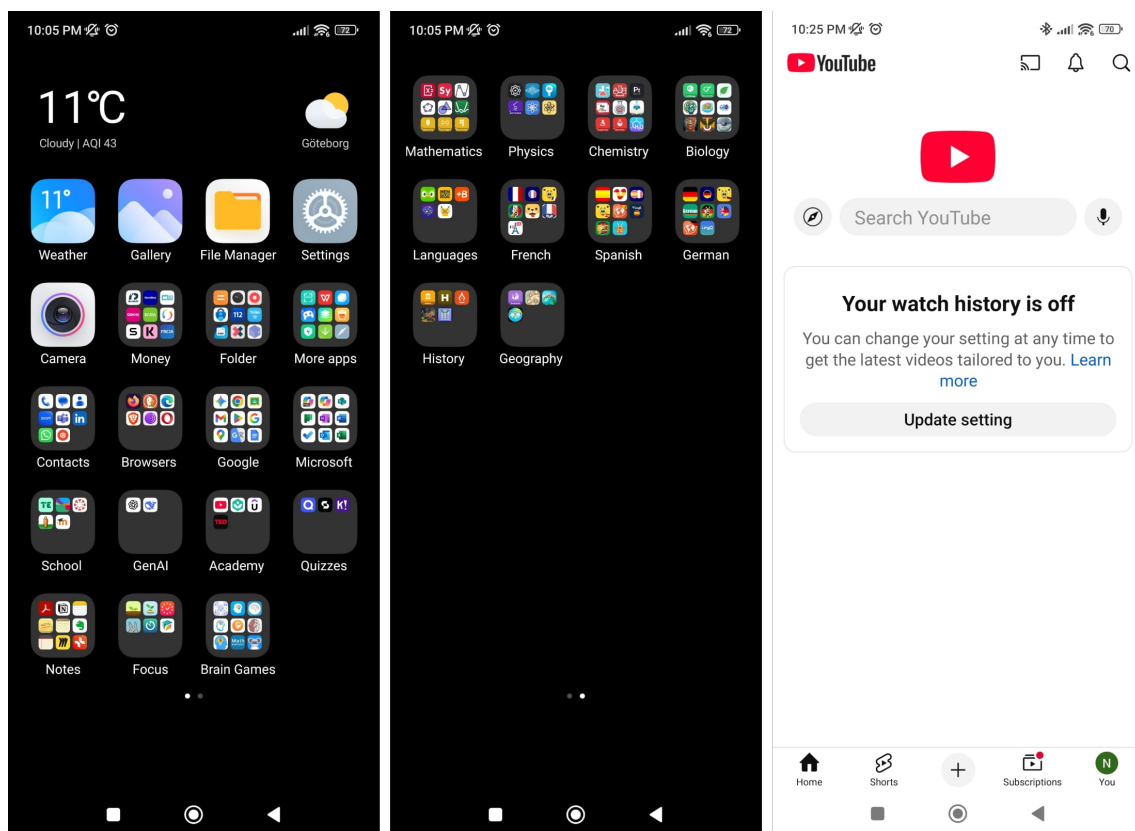 10:05 PM
72
11°C
Cloudy | AQI 43
Göteborg
11°
Weather
Gallery
File Manager
Settings
Camera
Money
Folder
More apps
Contacts
Browsers
Google
Microsoft
School
GenAI
Academy
Quizzes
Notes
Focus
Brain Games
10:05 PM
72
Mathematics
Physics
Chemistry
Biology
Languages
French
Spanish
German
History
Geography
10:25 PM
70
YouTube
Search YouTube
Your watch history is off
You can change your setting at any time to
get the latest videos tailored to you. Learn
more
Update setting
Home
Shorts
Subscriptions
N
You